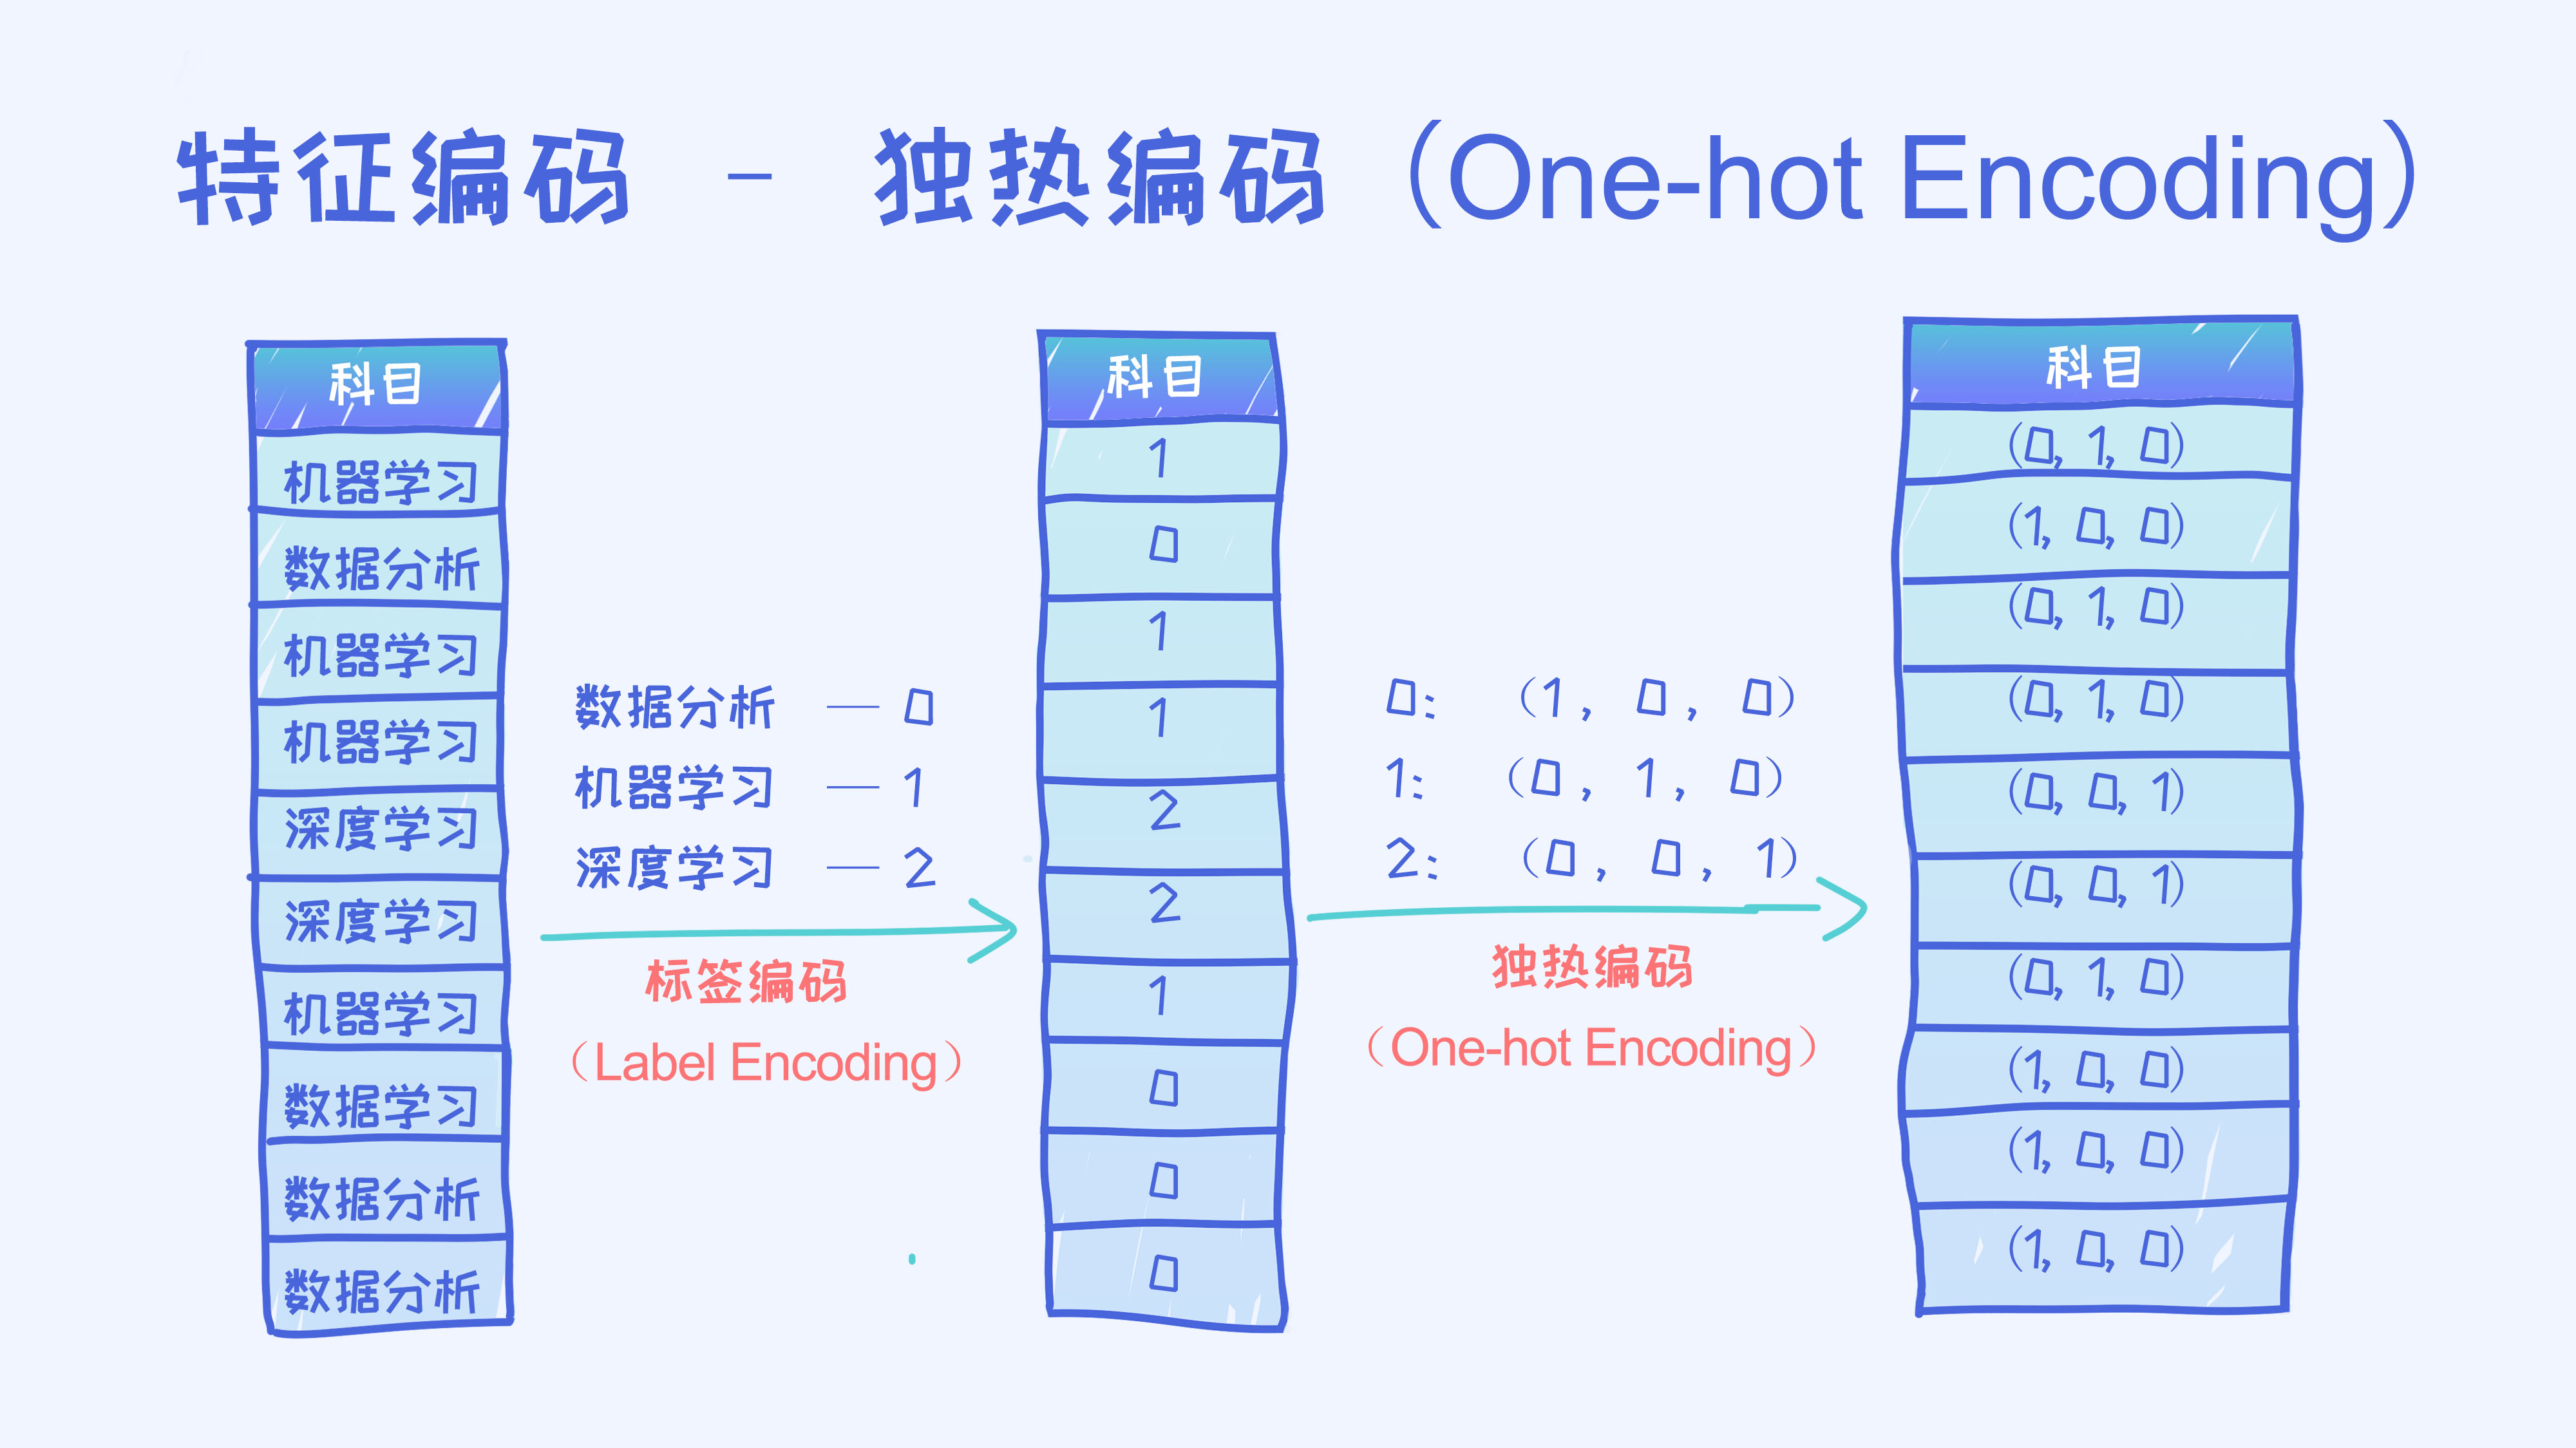 特征编码 - 独热编码（One-hot Encoding）
科目
机器学习
数据分析
机器学习
机器学习
深度学习
深度学习
机器学习
数据学习
数据分析
数据分析
数据分析 — 0
机器学习 — 1
深度学习 — 2
标签编码
（Label Encoding）
科目
1
0
1
1
2
2
1
0
0
0
0： （1， 0， 0）
1： （0， 1， 0）
2： （0， 0， 1）
独热编码
（One-hot Encoding）
科目
(0, 1, 0)
(1, 0, 0)
(0, 1, 0)
(0, 1, 0)
(0, 0, 1)
(0, 0, 1)
(0, 1, 0)
(1, 0, 0)
(1, 0, 0)
(1, 0, 0)